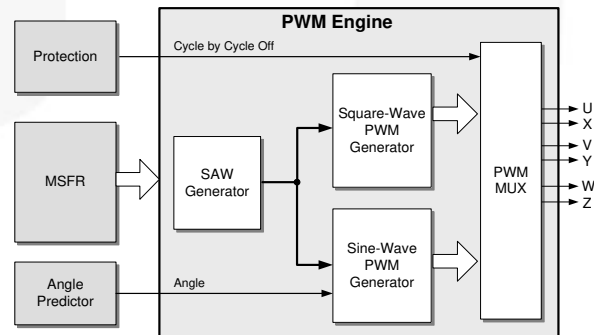 PWM Engine
Protection
Cycle by Cycle Off
MSFR
SAW
Generator
Square-Wave
PWM
Generator
Sine-Wave
PWM
Generator
PWM
MUX
U
X
V
Y
W
Z
Angle
Predictor
Angle